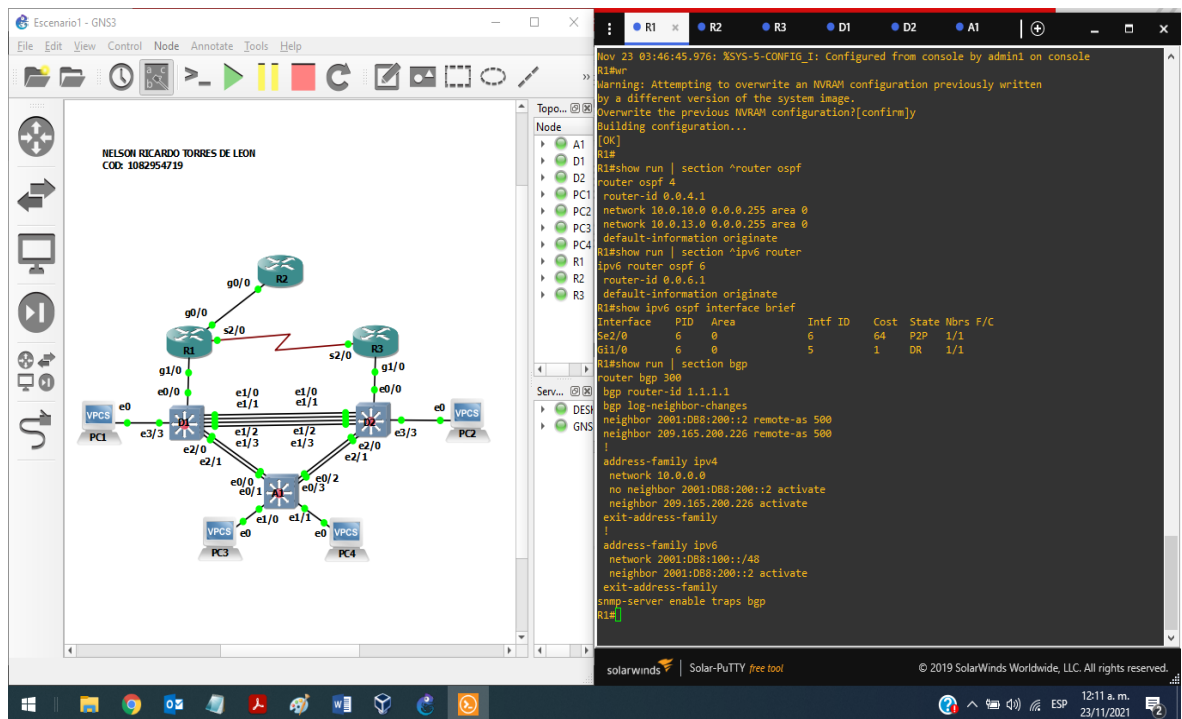 Escenario1 - GNS3
File Edit View Control Node Annotate Tools Help
NELSON RICARDO TORRES DE LEON
COD: 1082954719
R2
g0/0
g0/0
s2/0
R1
R3
s2/0
g1/0
g1/0
e0/0
e1/0
e1/0
e0/0
e1/1
e1/1
VPCS
e0
D1
D2
e0
VPCS
PC1
e3/3
e1/2
e1/2
e3/3
PC2
e1/3
e1/3
e2/0
e2/0
e2/1
e2/1
e0/0
e0/2
e0/1
A1
e0/3
e1/0
e1/1
VPCS
e0
e0
VPCS
PC3
PC4
Topo...
Node
A1
D1
D2
PC1
PC2
PC3
PC4
R1
R2
R3
Serv...
DESK
GNS
R1
R2
R3
D1
D2
A1
Nov 23 03:46:45.976: %SYS-5-CONFIG_I: Configured from console by admin1 on console
R1#wr
Warning: Attempting to overwrite an NVRAM configuration previously written
by a different version of the system image.
Overwrite the previous NVRAM configuration?[confirm]y
Building configuration...
[OK]
R1#
R1#show run | section ^router ospf
router ospf 4
router-id 0.0.4.1
network 10.0.10.0 0.0.0.255 area 0
network 10.0.13.0 0.0.0.255 area 0
default-information originate
R1#show run | section ^ipv6 router
ipv6 router ospf 6
router-id 0.0.6.1
default-information originate
R1#show ipv6 ospf interface brief
Interface PID Area Intf ID Cost State Nbrs F/C
Se2/0 6 0 6 64 P2P 1/1
Gi1/0 6 0 5 1 DR 1/1
R1#show run | section bgp
router bgp 300
bgp router-id 1.1.1.1
bgp log-neighbor-changes
neighbor 2001:DB8:200::2 remote-as 500
neighbor 209.165.200.226 remote-as 500
!
address-family ipv4
network 10.0.0.0
no neighbor 2001:DB8:200::2 activate
neighbor 209.165.200.226 activate
exit-address-family
!
address-family ipv6
network 2001:DB8:100::/48
neighbor 2001:DB8:200::2 activate
exit-address-family
snmp-server enable traps bgp
R1#
solarwinds | Solar-PuTTY free tool
© 2019 SolarWinds Worldwide, LLC. All rights reserved.
ESP
12:11 a. m.
23/11/2021
2